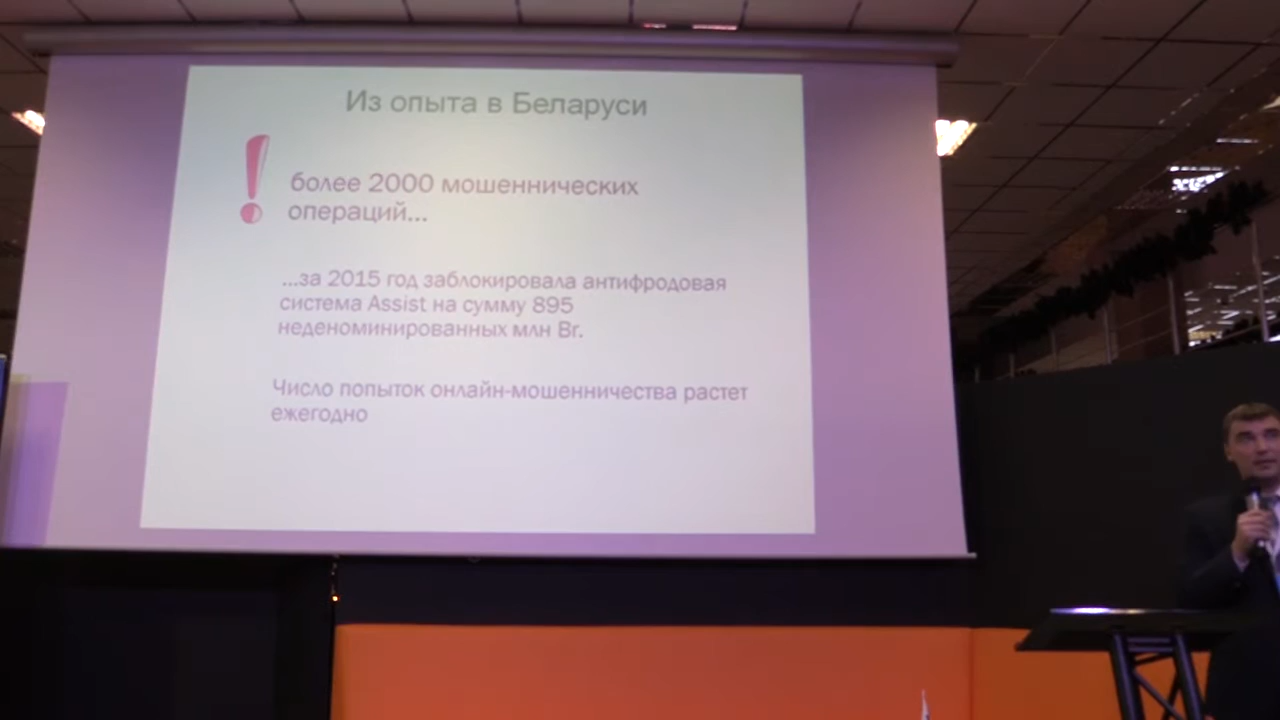 Из опыта в Беларуси
! более 2000 мошеннических
операций...
...за 2015 год заблокировала антифродовая
система Assist на сумму 895
неденоминированных млн Br.
Число попыток онлайн-мошенничества растет
ежегодно